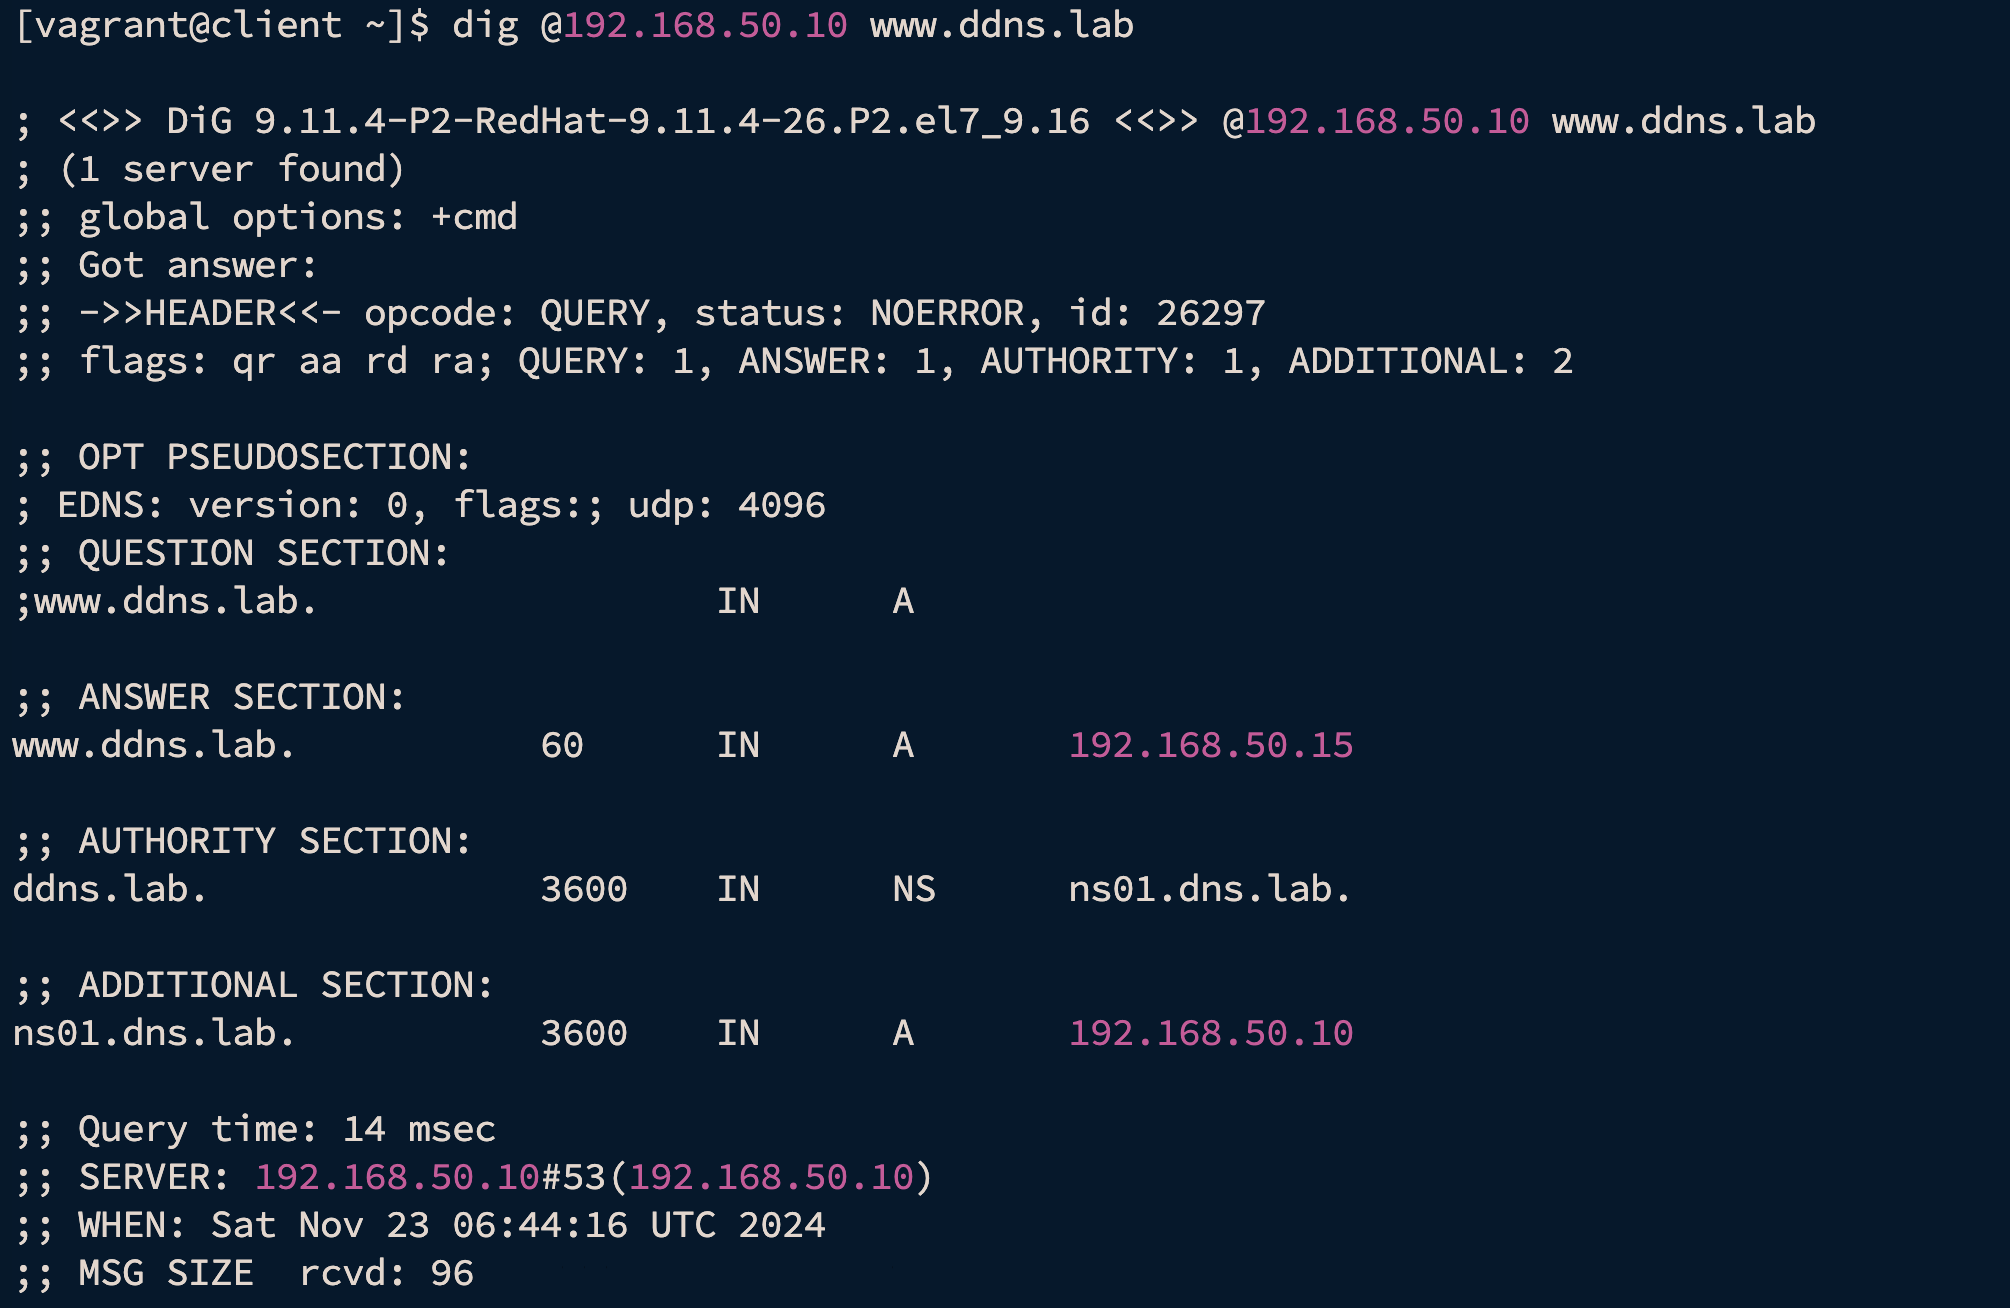 [vagrant@client ~]$ dig @192.168.50.10 www.ddns.lab
; <<>> DiG 9.11.4-P2-RedHat-9.11.4-26.P2.el7_9.16 <<>> @192.168.50.10 www.ddns.lab
; (1 server found)
;; global options: +cmd
;; Got answer:
;; ->>HEADER<<- opcode: QUERY, status: NOERROR, id: 26297
;; flags: qr aa rd ra; QUERY: 1, ANSWER: 1, AUTHORITY: 1, ADDITIONAL: 2
;; OPT PSEUDOSECTION:
; EDNS: version: 0, flags:; udp: 4096
;; QUESTION SECTION:
;www.ddns.lab. IN A
;; ANSWER SECTION:
www.ddns.lab. 60 IN A 192.168.50.15
;; AUTHORITY SECTION:
ddns.lab. 3600 IN NS ns01.dns.lab.
;; ADDITIONAL SECTION:
ns01.dns.lab. 3600 IN A 192.168.50.10
;; Query time: 14 msec
;; SERVER: 192.168.50.10#53(192.168.50.10)
;; WHEN: Sat Nov 23 06:44:16 UTC 2024
;; MSG SIZE  rcvd: 96